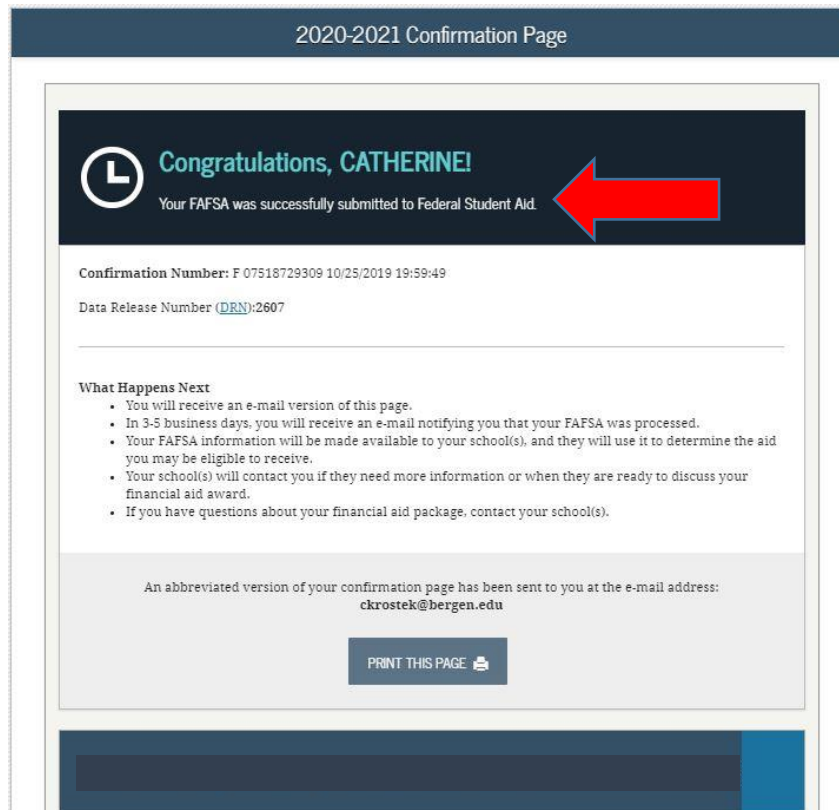 2020-2021 Confirmation Page
Congratulations, CATHERINE!
Your FAFSA was successfully submitted to Federal Student Aid.
Confirmation Number: F 07518729309 10/25/2019 19:59:49
Data Release Number (DRN):2607
What Happens Next
• You will receive an e-mail version of this page.
• In 3-5 business days, you will receive an e-mail notifying you that your FAFSA was processed.
• Your FAFSA information will be made available to your school(s), and they will use it to determine the aid
you may be eligible to receive.
• Your school(s) will contact you if they need more information or when they are ready to discuss your
financial aid award.
• If you have questions about your financial aid package, contact your school(s).
An abbreviated version of your confirmation page has been sent to you at the e-mail address:
ckrostek@bergen.edu
PRINT THIS PAGE